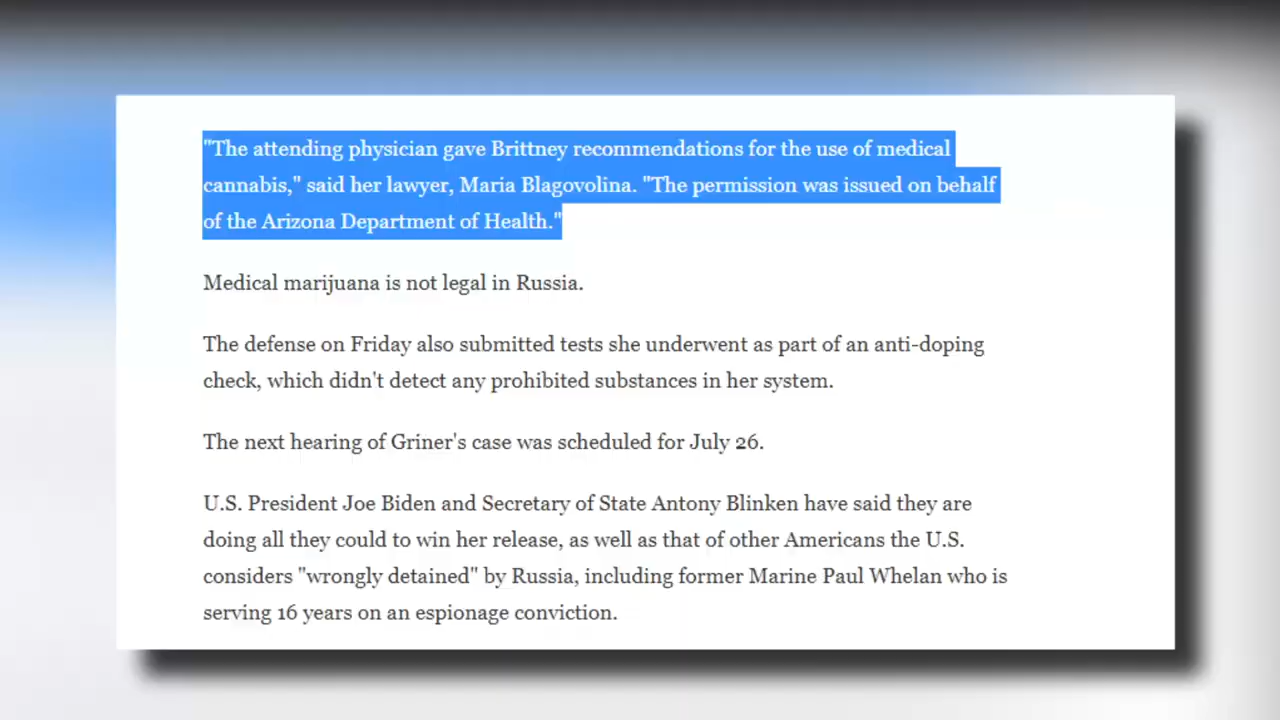 "The attending physician gave Brittney recommendations for the use of medical
cannabis," said her lawyer, Maria Blagovolina. "The permission was issued on behalf
of the Arizona Department of Health."
Medical marijuana is not legal in Russia.
The defense on Friday also submitted tests she underwent as part of an anti-doping
check, which didn't detect any prohibited substances in her system.
The next hearing of Griner's case was scheduled for July 26.
U.S. President Joe Biden and Secretary of State Antony Blinken have said they are
doing all they could to win her release, as well as that of other Americans the U.S.
considers "wrongly detained" by Russia, including former Marine Paul Whelan who is
serving 16 years on an espionage conviction.